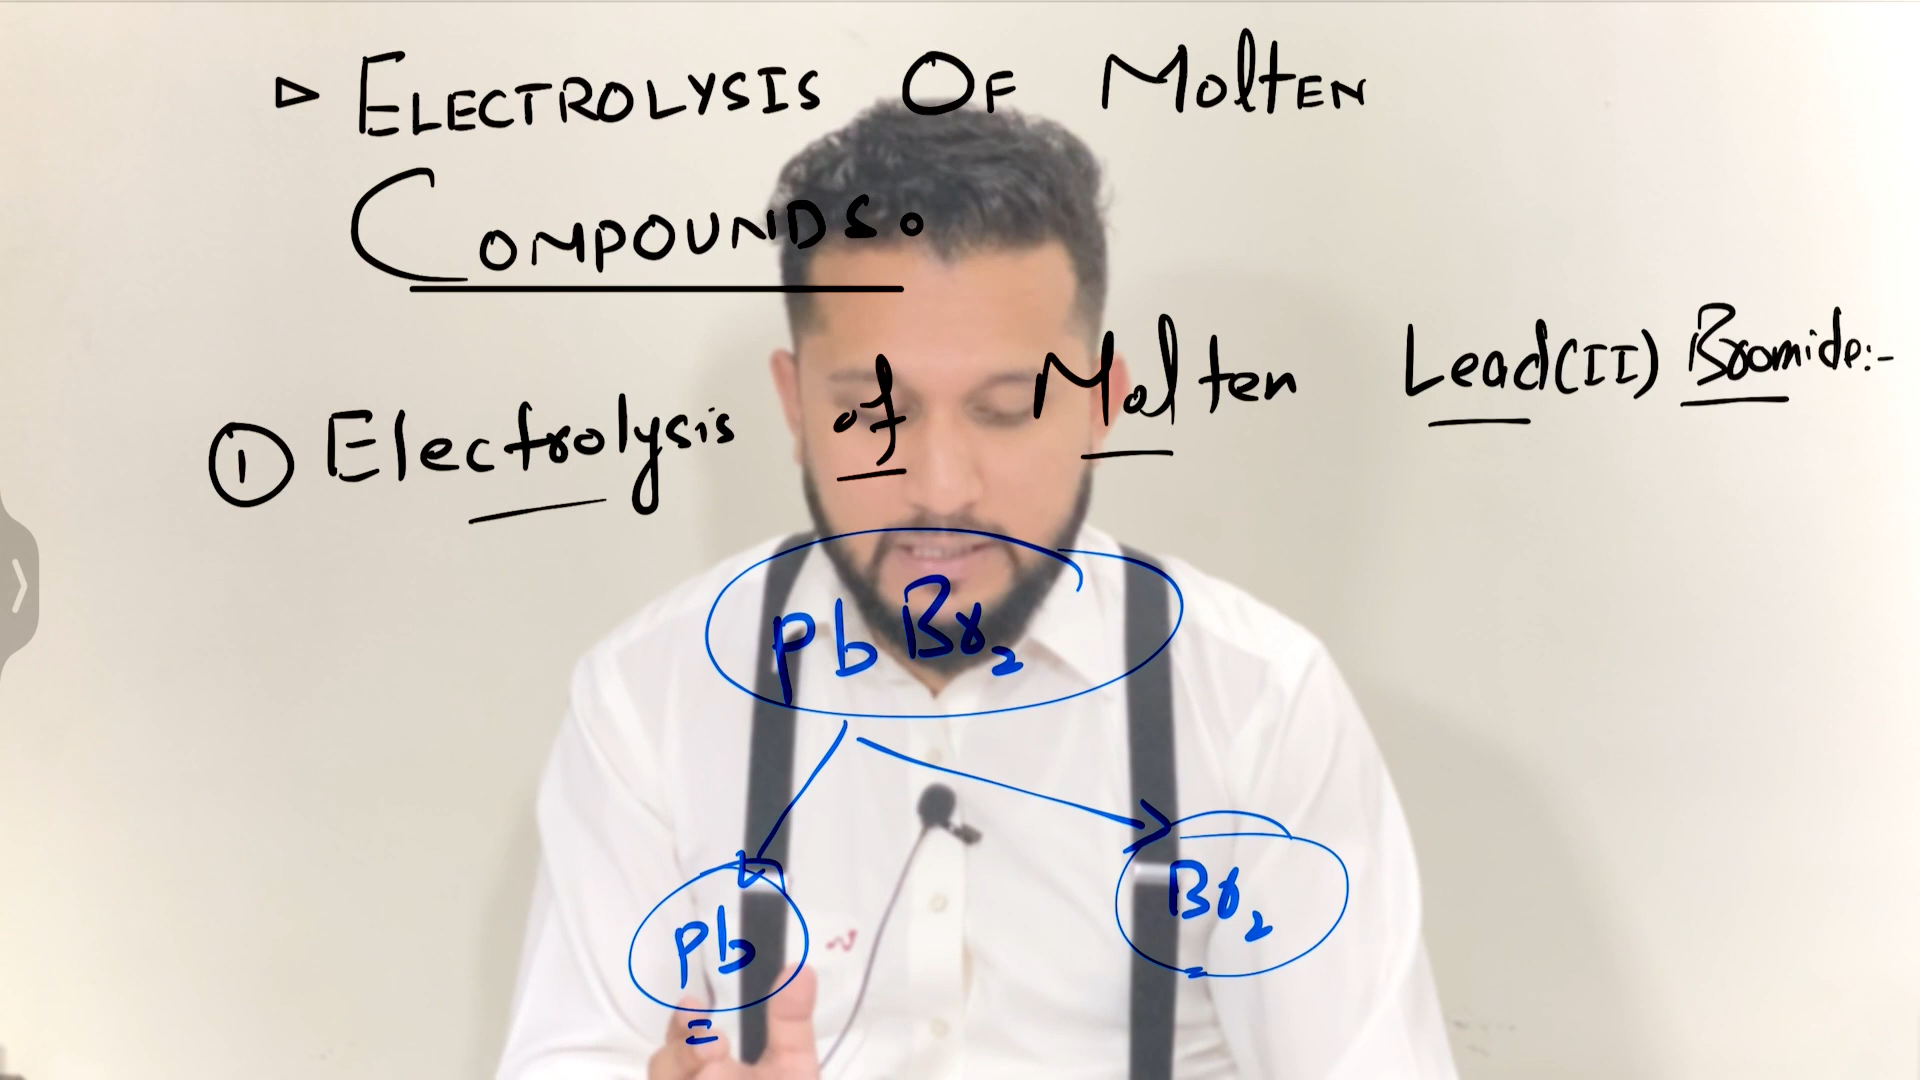 ▷ ELECTROLYSIS OF MOLTEN
COMPOUNDS.
① Electrolysis of Molten Lead(II) Bromide:-
PbBr₂
Pb Br₂